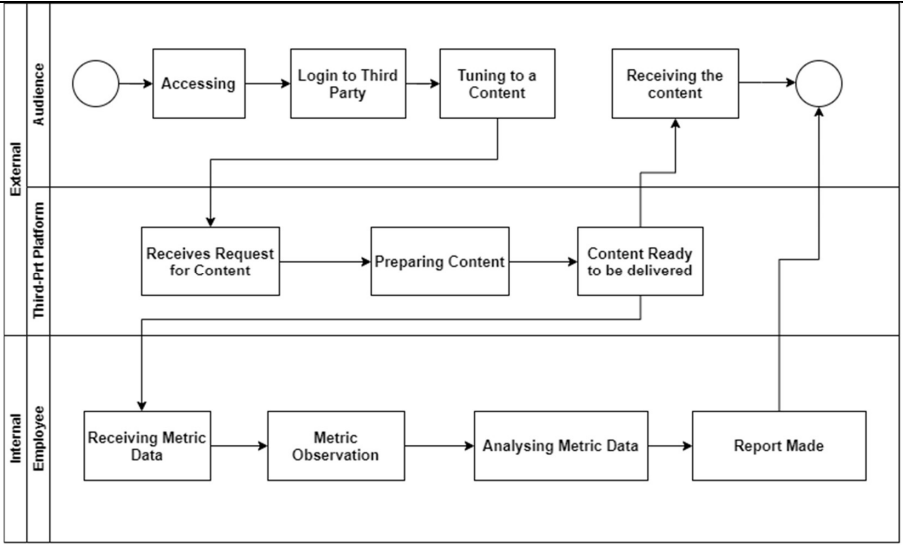 External
Audience
Accessing
Login to Third
Party
Tuning to a
Content
Receiving the
content
Third-Prt Platform
Receives Request
for Content
Preparing Content
Content Ready
to be delivered
Internal
Employee
Receiving Metric
Data
Metric
Observation
Analysing Metric Data
Report Made